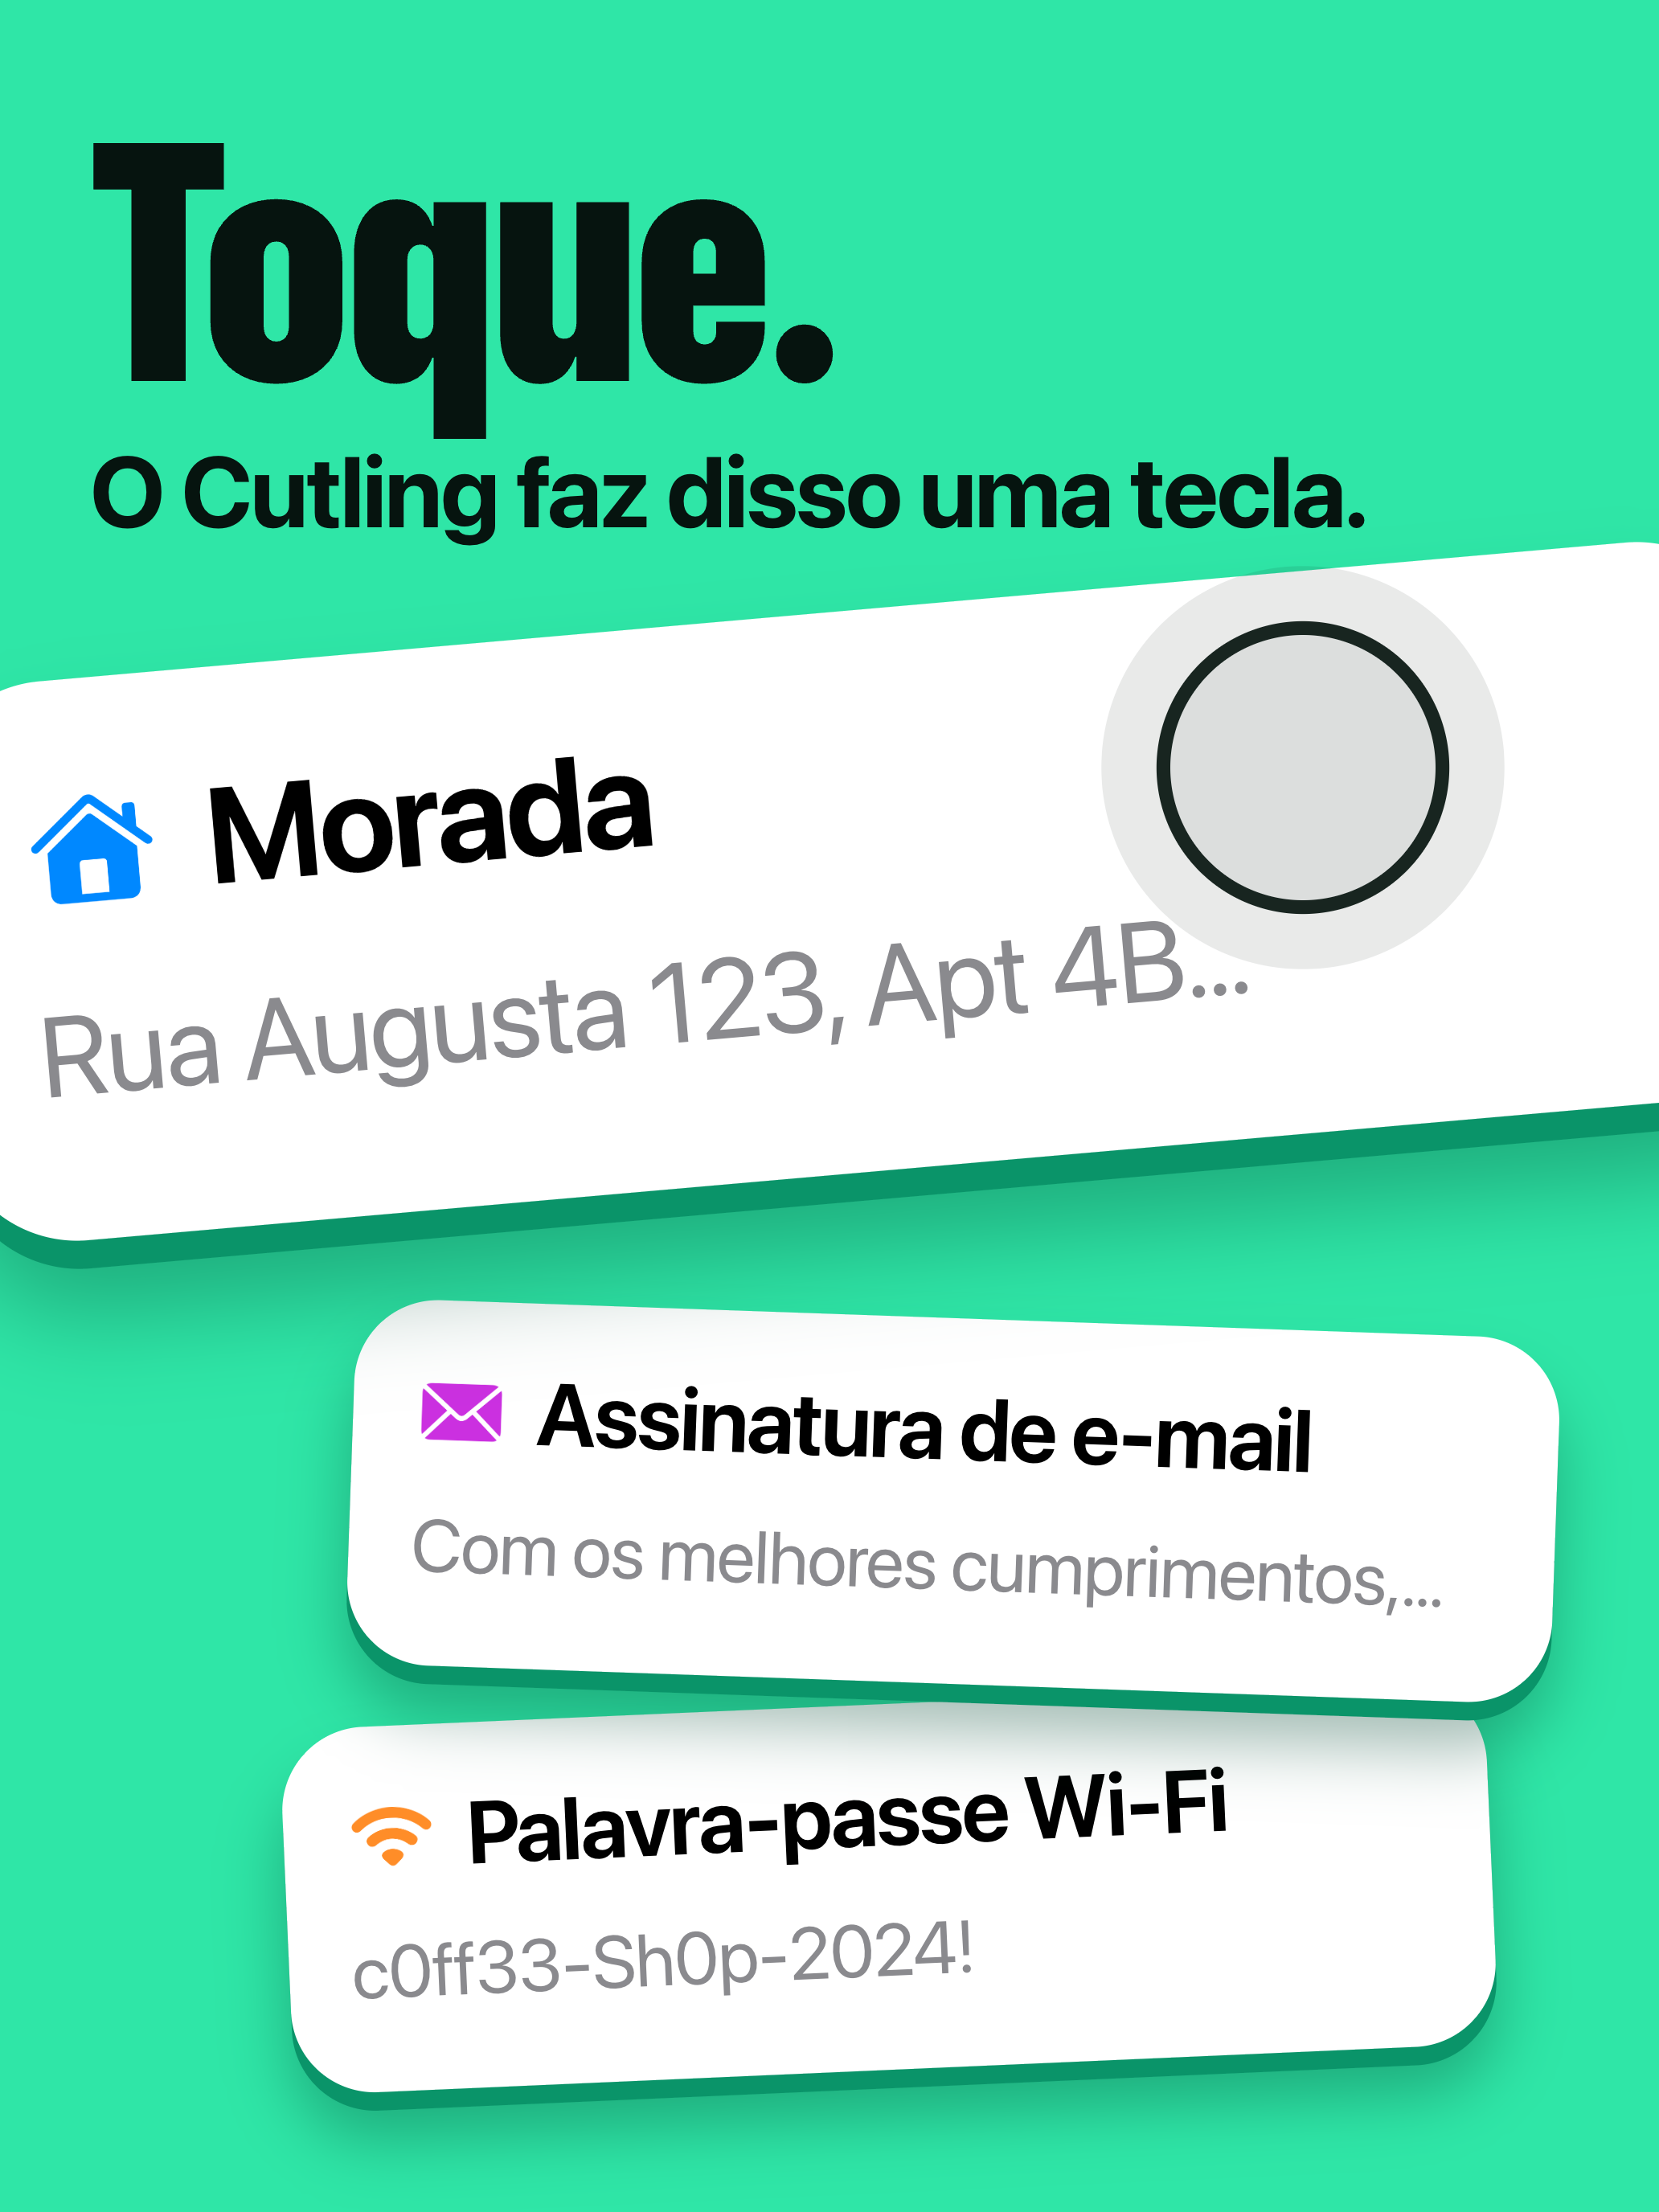 Toque.
O Cutling faz disso uma tecla.
Morada
Rua Augusta 123, Apt 4B...
Assinatura de e-mail
Com os melhores cumprimentos,...
Palavra-passe Wi-Fi
c0ff33-Sh0p-2024!